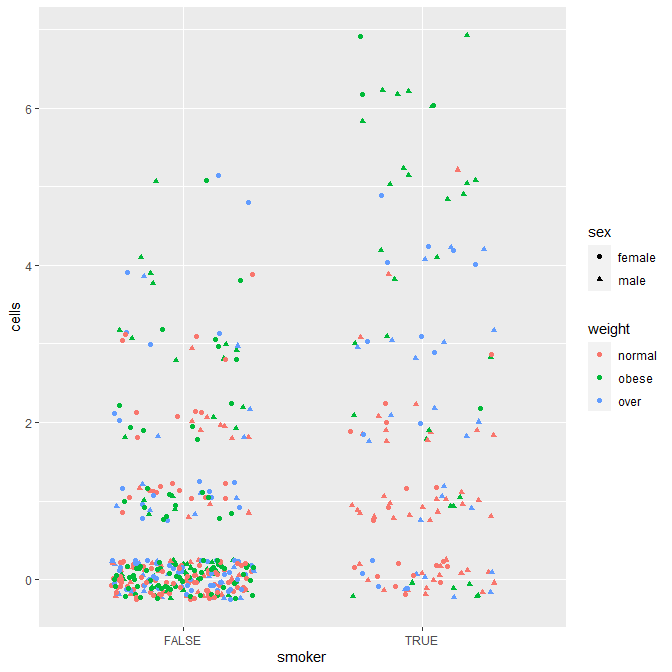 cells
6
4
2
0
FALSE
TRUE
smoker
sex
female
male
weight
normal
obese
over